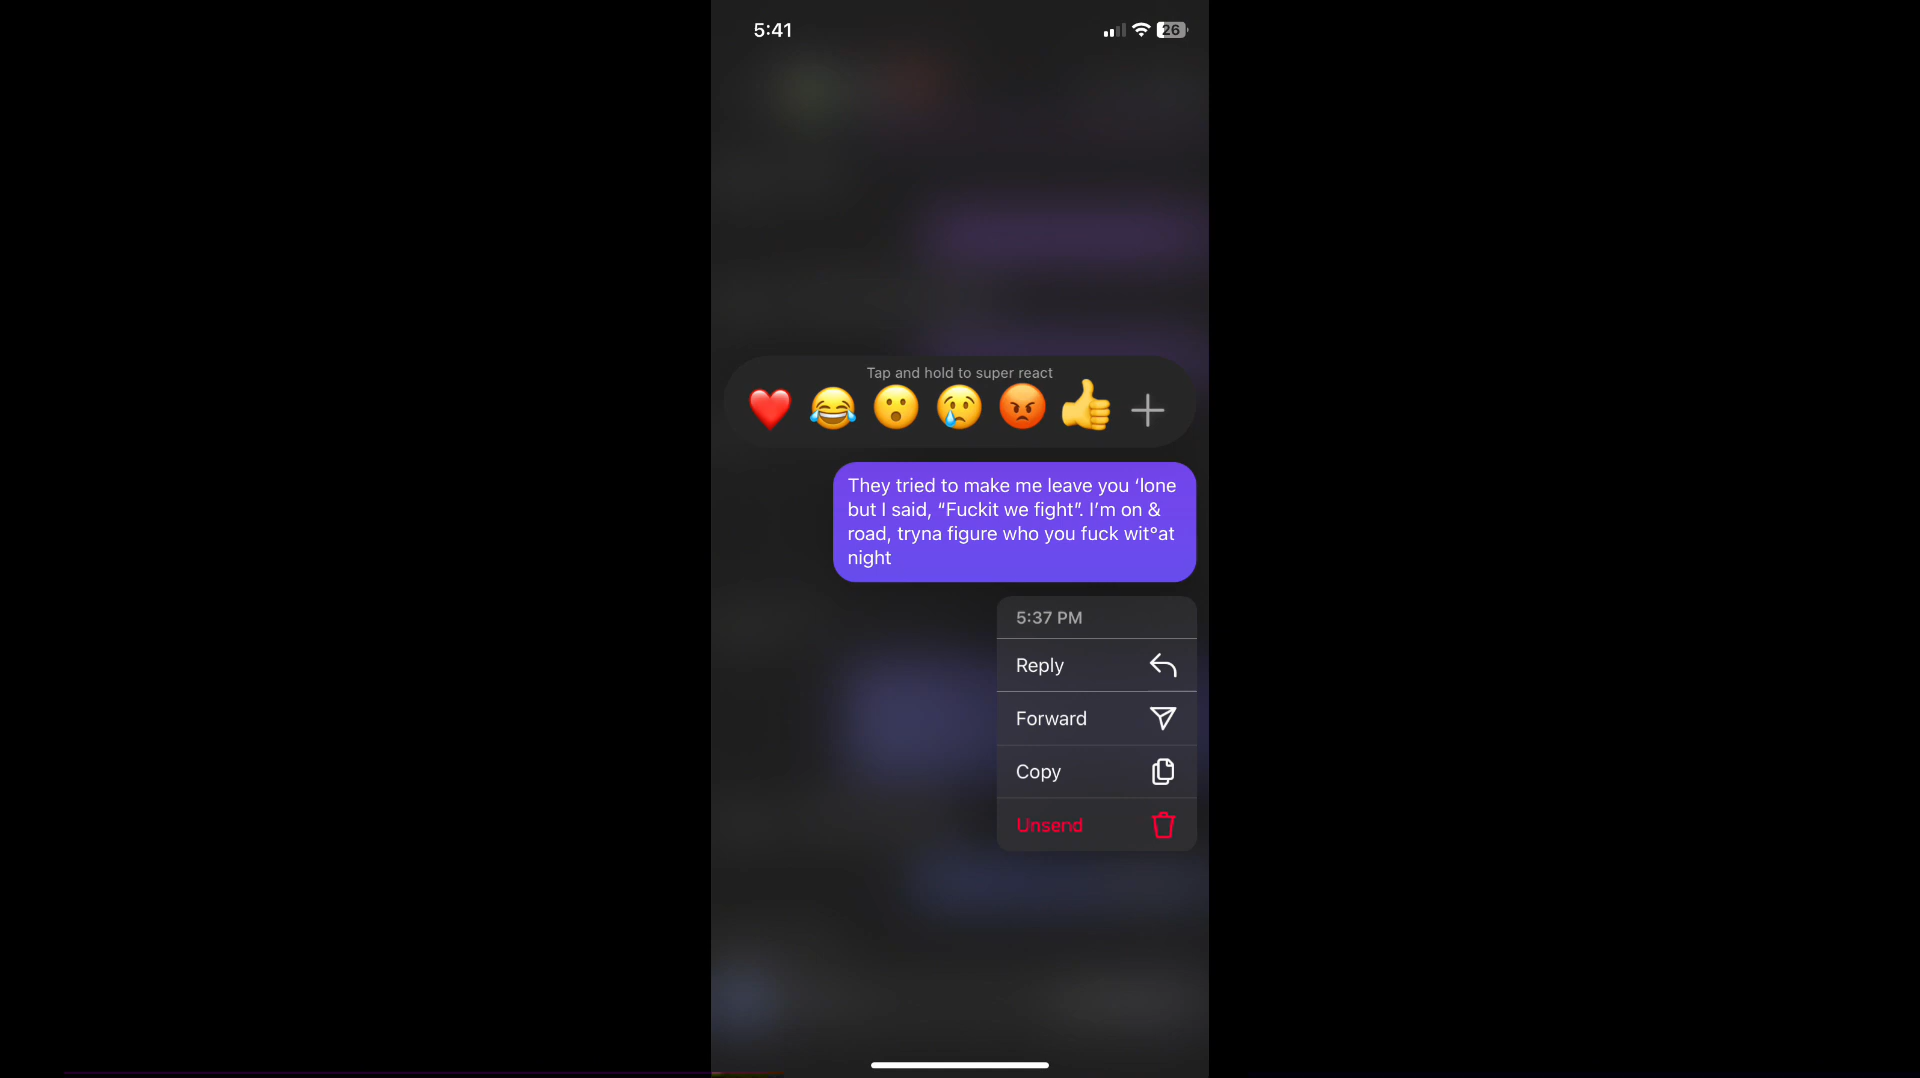 5:41
26
Tap and hold to super react
They tried to make me leave you ‘lone
but I said, “Fuckit we fight”. I’m on &
road, tryna figure who you fuck wit°at
night
5:37 PM
Reply
Forward
Copy
Unsend